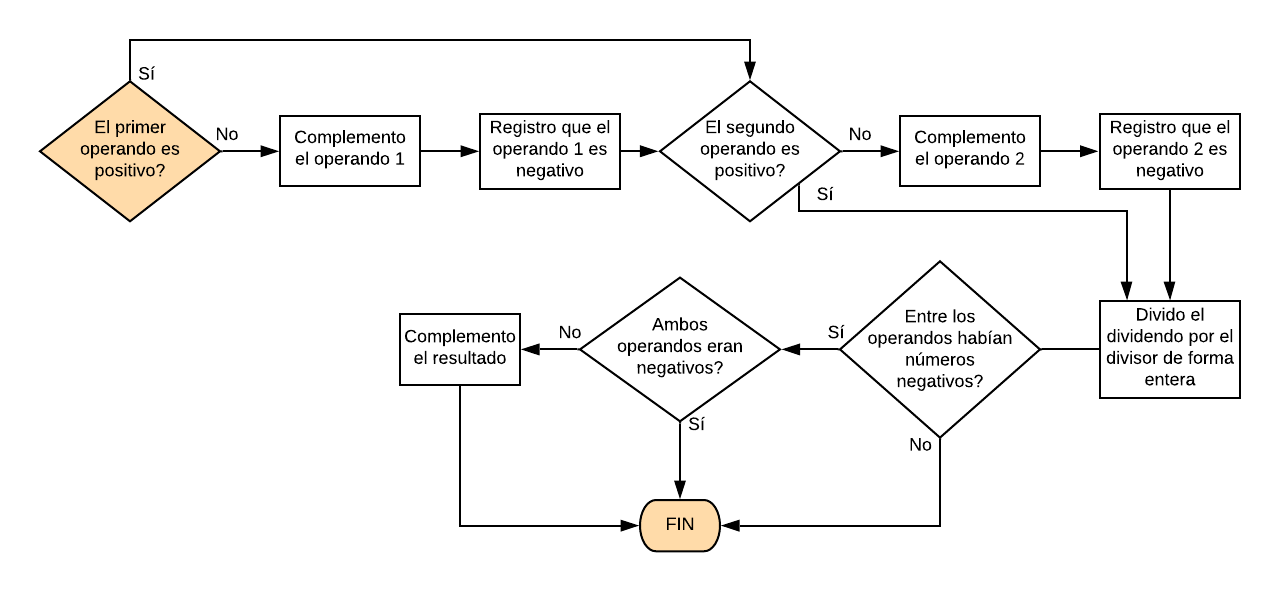 Sí
El primer
operando es
positivo?
No
Complemento
el operando 1
Registro que el
operando 1 es
negativo
El segundo
operando es
positivo?
No
Sí
Complemento
el operando 2
Registro que el
operando 2 es
negativo
Divido el
dividendo por el
divisor de forma
entera
Entre los
operandos habían
números
negativos?
Sí
No
Ambos
operandos eran
negativos?
No
Sí
Complemento
el resultado
FIN